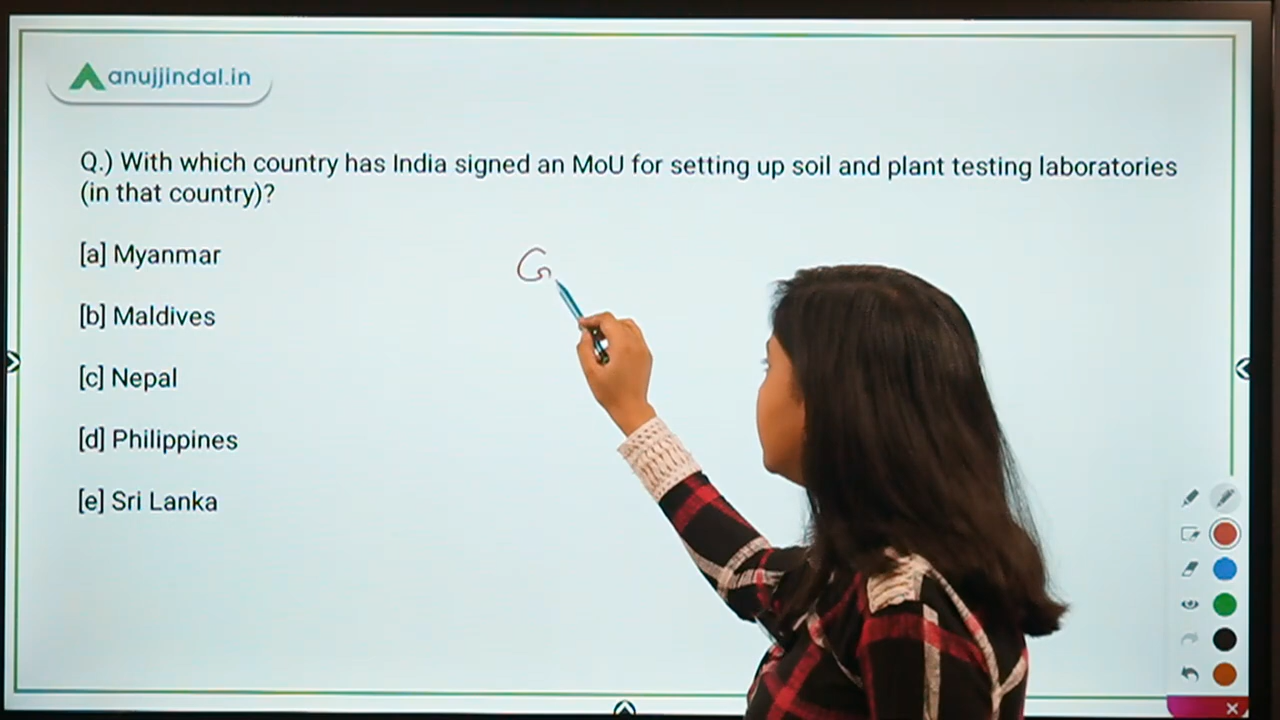 anujjindal.in
Q.) With which country has India signed an MoU for setting up soil and plant testing laboratories
(in that country)?
[a] Myanmar
[b] Maldives
[c] Nepal
[d] Philippines
[e] Sri Lanka